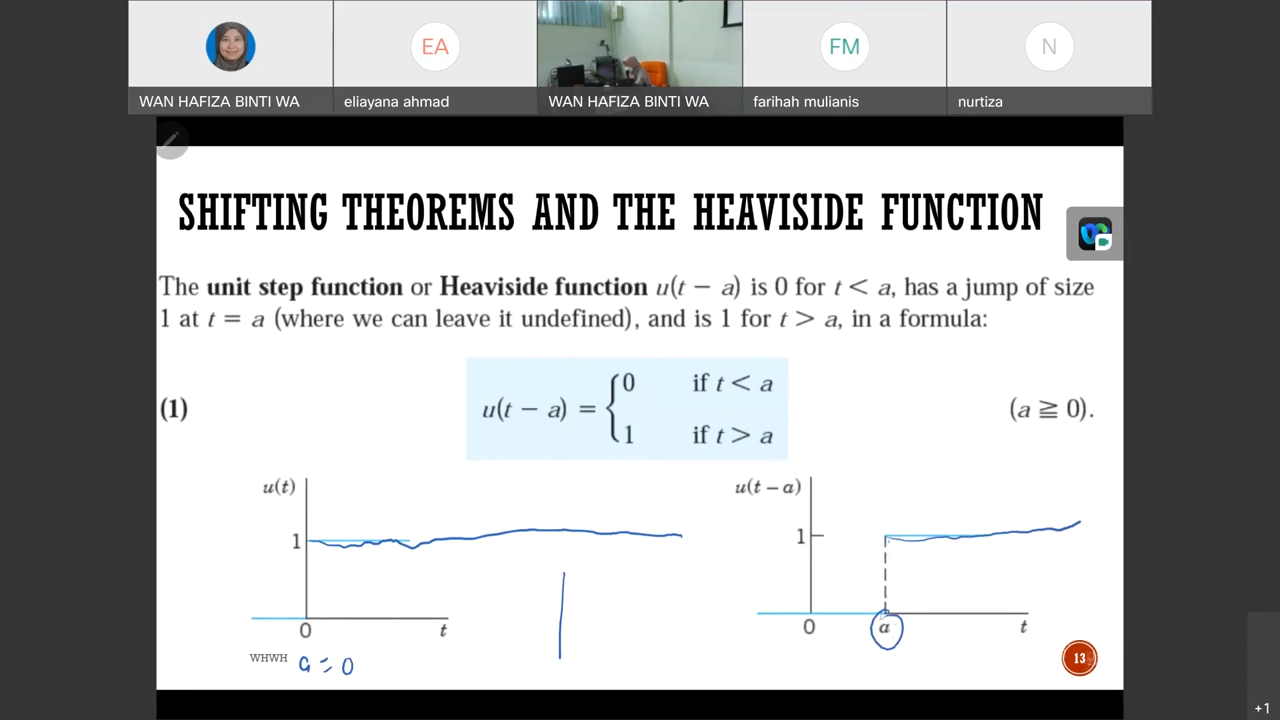 EA
FM
N
WAN HAFIZA BINTI WA
eliayana ahmad
WAN HAFIZA BINTI WA
farihah mulianis
nurtiza
SHIFTING THEOREMS AND THE HEAVISIDE FUNCTION
The unit step function or Heaviside function u(t − a) is 0 for t < a, has a jump of size
1 at t = a (where we can leave it undefined), and is 1 for t > a, in a formula:
(1) u(t − a) = { 0 if t < a
1 if t > a (a ≧ 0).
u(t)
1
0 t
u(t − a)
1
0 a t
WHWH a = 0
13
+1